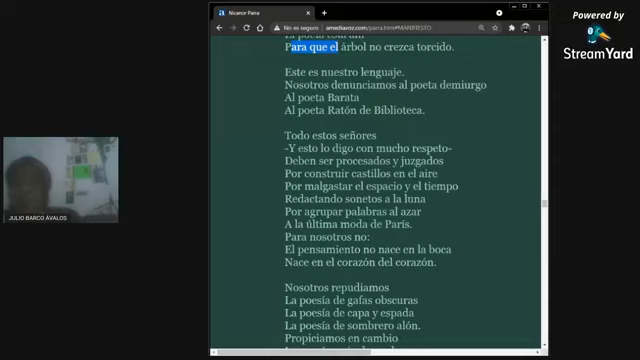 Nicanor Parra
Powered by
StreamYard
No es seguro
amediavoz.com/parra.htm#MANIFIESTO
El poeta está ahí
Para que el árbol no crezca torcido.
Este es nuestro lenguaje.
Nosotros denunciamos al poeta demiurgo
Al poeta Barata
Al poeta Ratón de Biblioteca.
Todo estos señores
-Y esto lo digo con mucho respeto-
Deben ser procesados y juzgados
Por construir castillos en el aire
Por malgastar el espacio y el tiempo
Redactando sonetos a la luna
Por agrupar palabras al azar
A la última moda de París.
Para nosotros no:
El pensamiento no nace en la boca
Nace en el corazón del corazón.
JULIO BARCO ÁVALOS
Nosotros repudiamos
La poesía de gafas obscuras
La poesía de capa y espada
La poesía de sombrero alón.
Propiciamos en cambio